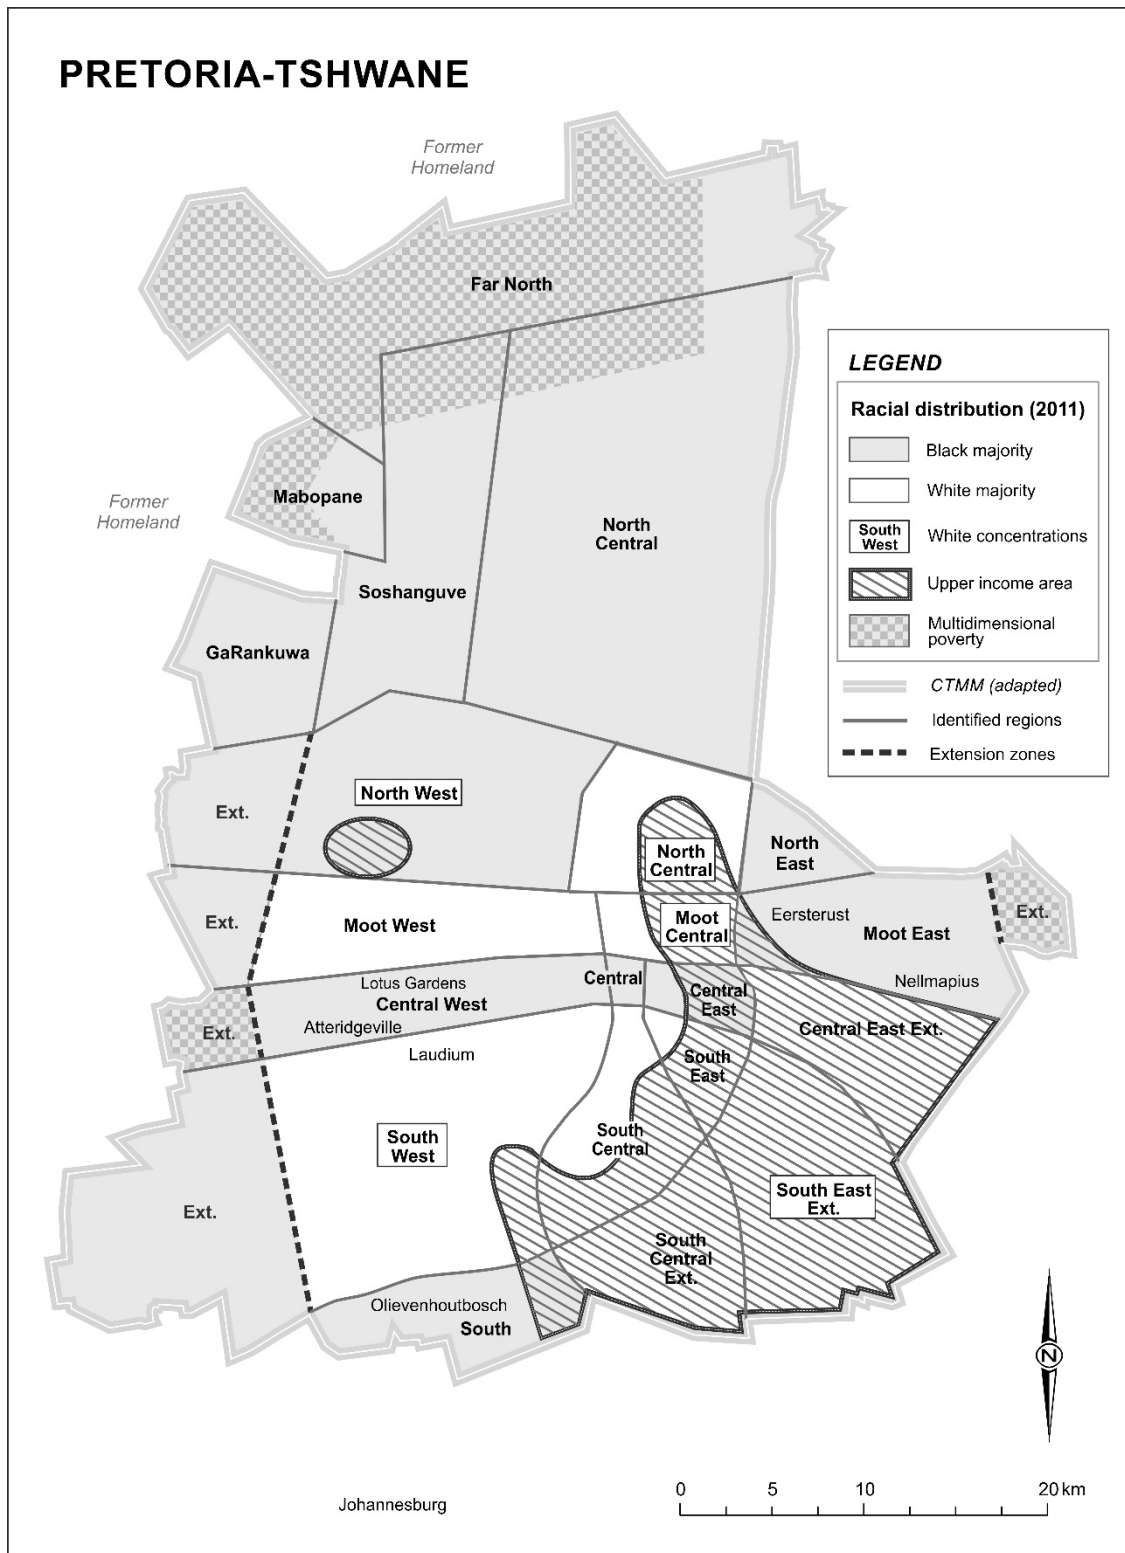 PRETORIA-TSHWANE
Former
Homeland
Far North
Former
Homeland
Mabopane
North
Central
Soshanguve
GaRankuwa
LEGEND
Racial distribution (2011)
Black majority
White majority
South
West
White concentrations
Upper income area
Multidimensional
poverty
CTMM (adapted)
Identified regions
Extension zones
North West
Ext.
North
Central
North
East
Ext.
Moot West
Moot
Central
Eersterust
Moot East
Ext.
Lotus Gardens
Central West
Atteridgeville
Central
Central
East
Nellmapius
Ext.
Laudium
South
East
Central East Ext.
South
West
South
Central
South East
Ext.
Ext.
South
Central
Ext.
Olievenhoutbosch
South
N
Johannesburg
0 5 10 20 km